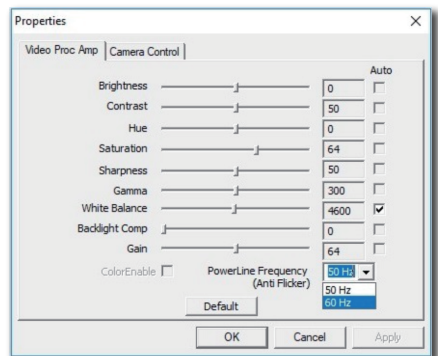 Properties
Video Proc Amp Camera Control
Auto
Brightness 0
Contrast 50
Hue 0
Saturation 64
Sharpness 50
Gamma 300
White Balance 4600
Backlight Comp 0
Gain 64
ColorEnable PowerLine Frequency 50 Hz
(Anti Flicker)
50 Hz
60 Hz
Default
OK Cancel Apply